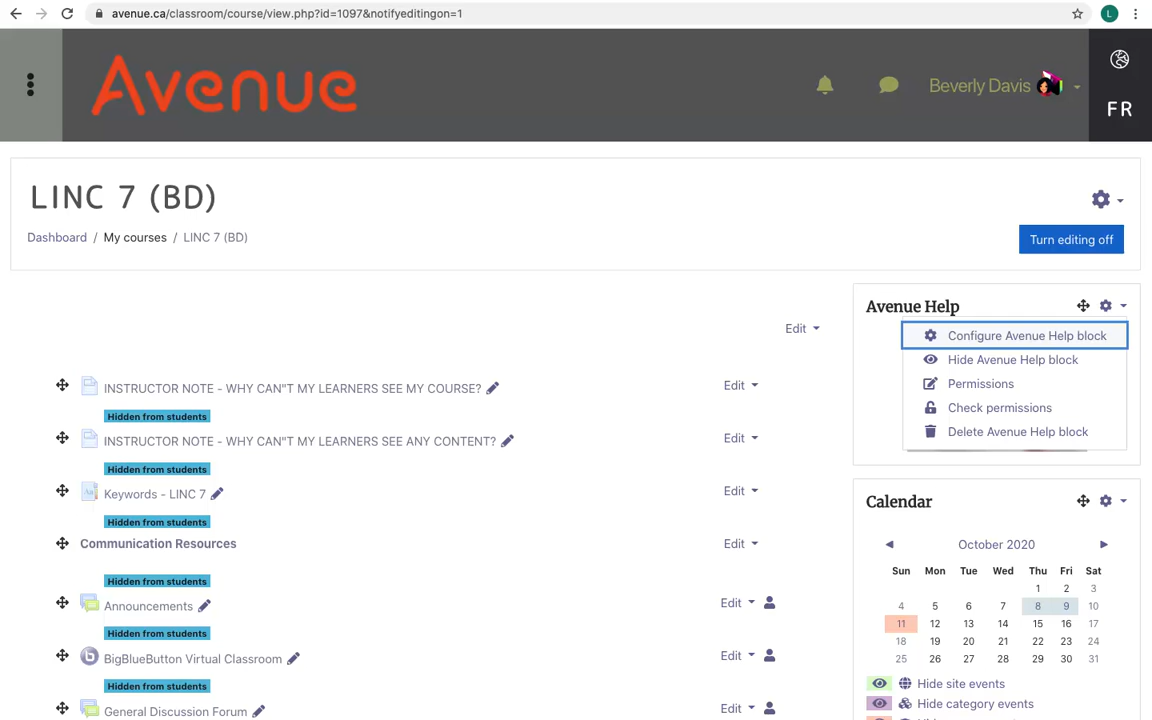 avenue.ca/classroom/course/view.php?id=1097&notifyeditingon=1
L
Avenue
Beverly Davis
FR
LINC 7 (BD)
Dashboard / My courses / LINC 7 (BD)
Turn editing off
Edit
INSTRUCTOR NOTE - WHY CAN"T MY LEARNERS SEE MY COURSE?
Edit
Hidden from students
INSTRUCTOR NOTE - WHY CAN"T MY LEARNERS SEE ANY CONTENT?
Edit
Hidden from students
Keywords - LINC 7
Edit
Hidden from students
Communication Resources
Edit
Hidden from students
Announcements
Edit
Hidden from students
BigBlueButton Virtual Classroom
Edit
Hidden from students
General Discussion Forum
Edit
Avenue Help
Configure Avenue Help block
Hide Avenue Help block
Permissions
Check permissions
Delete Avenue Help block
Calendar
October 2020
Sun Mon Tue Wed Thu Fri Sat
1 2 3
4 5 6 7 8 9 10
11 12 13 14 15 16 17
18 19 20 21 22 23 24
25 26 27 28 29 30 31
Hide site events
Hide category events